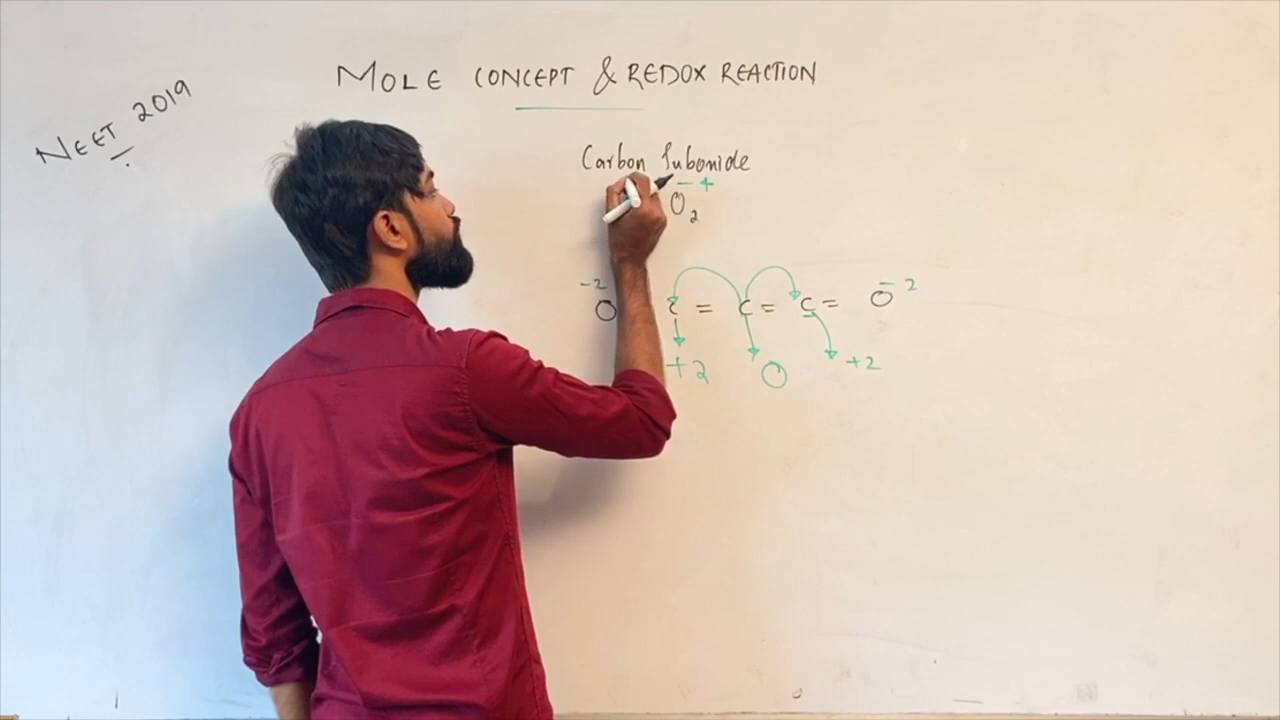 MOLE CONCEPT & REDOX REACTION
NEET 2019
Carbon Suboxide
- +
O₂
-2 O C = C = C = O -2
+2 O +2